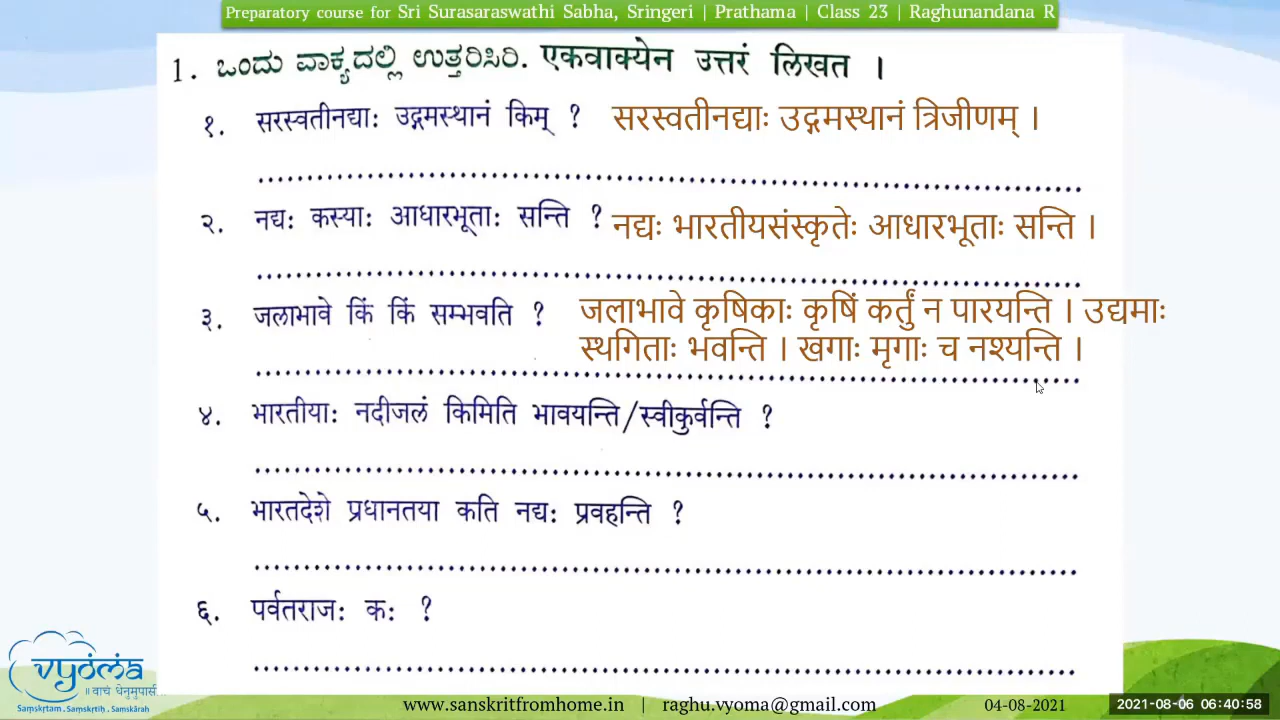 Preparatory course for Sri Surasaraswathi Sabha, Sringeri | Prathama | Class 23 | Raghunandana R
1. ಒಂದು ವಾಕ್ಯದಲ್ಲಿ ಉತ್ತರಿಸಿರಿ. एकवाक्येन उत्तरं लिखत ।
१. सरस्वतीनद्याः उद्गमस्थानं किम् ? सरस्वतीनद्याः उद्गमस्थानं त्रिजीणम् ।
२. नद्यः कस्याः आधारभूताः सन्ति ? नद्यः भारतीयसंस्कृतेः आधारभूताः सन्ति ।
३. जलाभावे किं किं सम्भवति ? जलाभावे कृषिकाः कृषिं कर्तुं न पारयन्ति । उद्यमाः
स्थगिताः भवन्ति । खगाः मृगाः च नश्यन्ति ।
४. भारतीयाः नदीजलं किमिति भावयन्ति/स्वीकुर्वन्ति ?
५. भारतदेशे प्रधानतया कति नद्यः प्रवहन्ति ?
६. पर्वतराजः कः ?
vyoma
॥ वाचं धेनुमुपासीत
Saṃskṛtam . Saṃskṛtiḥ . Saṃskārah
www.sanskritfromhome.in | raghu.vyoma@gmail.com 04-08-2021
2021-08-06 06:40:58